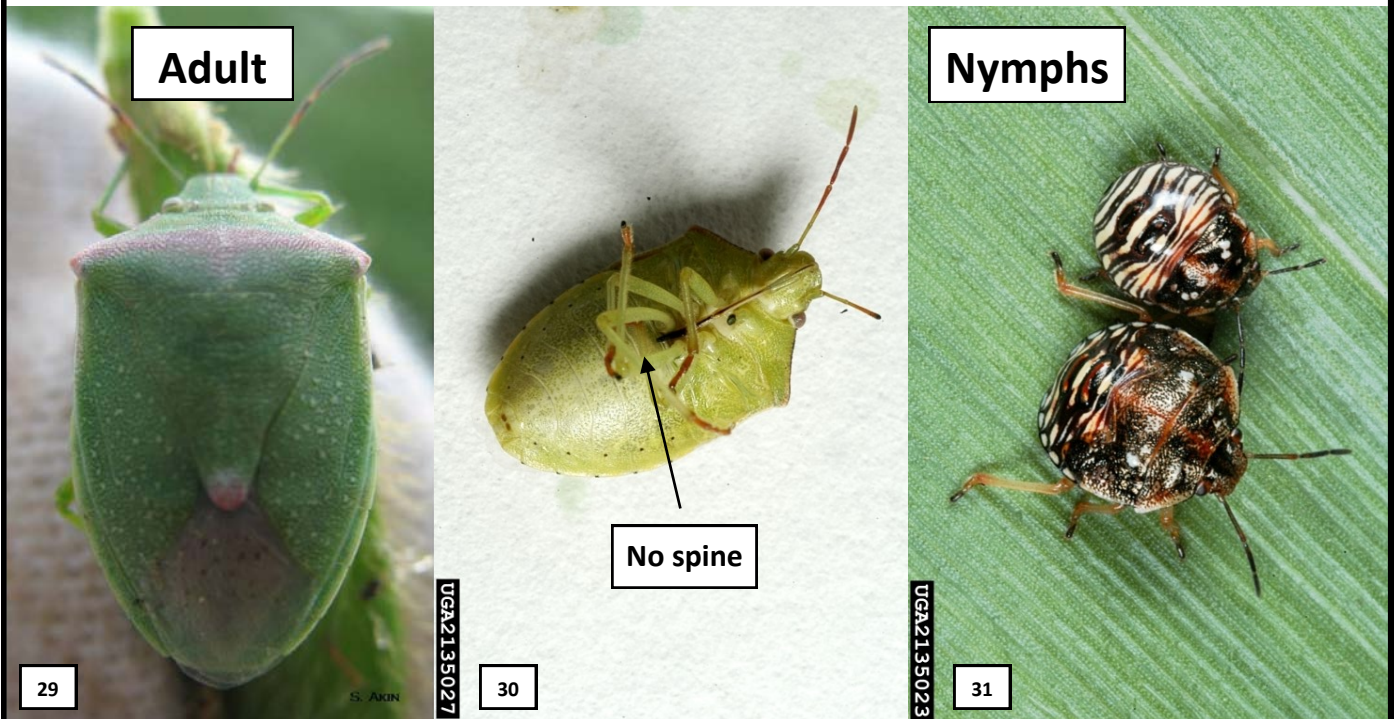 Adult
29
S. AKIN
No spine
30
UGA2135027
Nymphs
31
UGA2135023